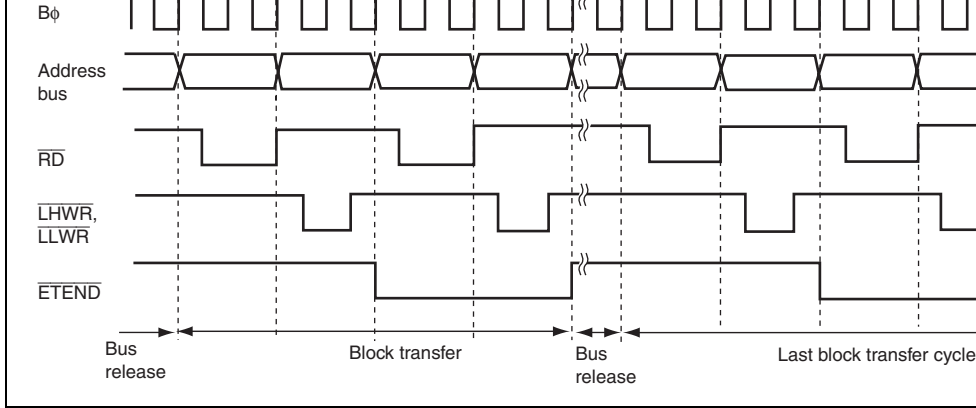 Bϕ
Address
bus
RD
LHWR,
LLWR
ETEND
Bus
release
Block transfer
Bus
release
Last block transfer cycle